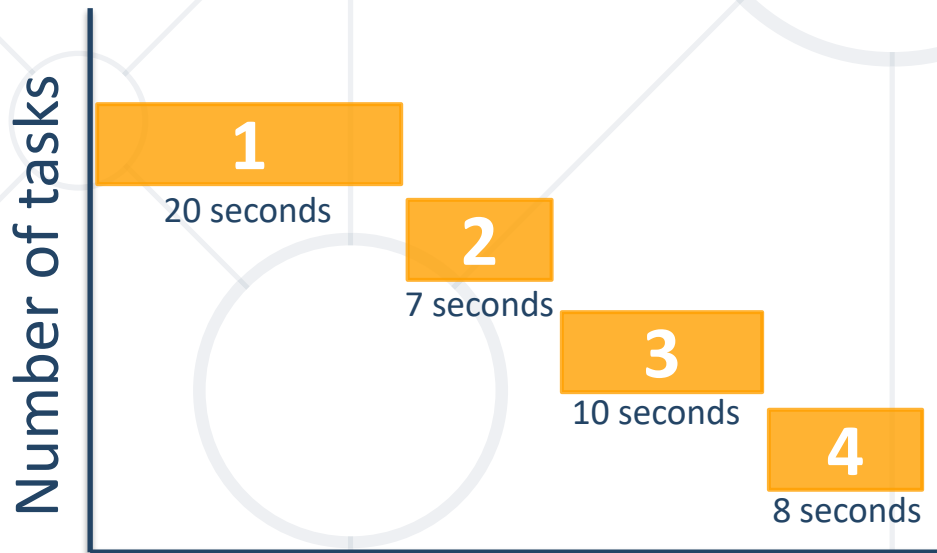 Number of tasks
1
20 seconds
2
7 seconds
3
10 seconds
4
8 seconds